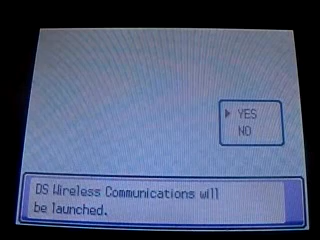 YES
NO
DS Wireless Communications will
be launched.